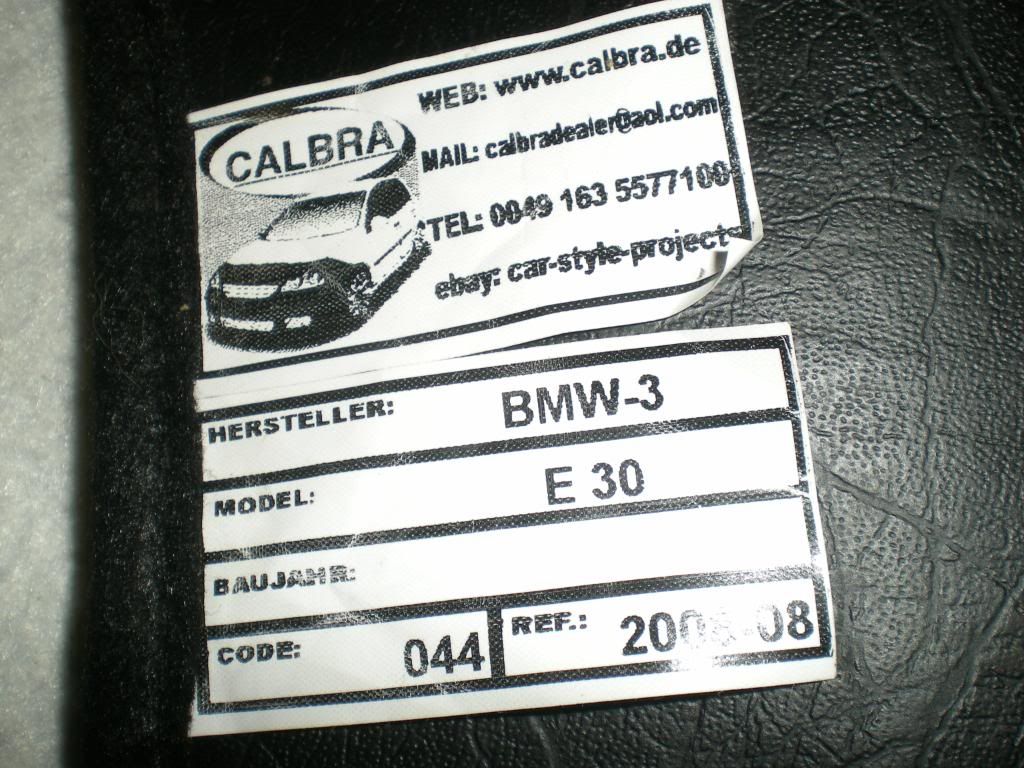 CALBRA
WEB: www.calbra.de
MAIL: calbradealer@aol.com
TEL: 0049 163 5577100
ebay: car-style-projects
HERSTELLER: BMW-3
MODEL: E 30
BAUJAHR:
CODE: 044
REF.: